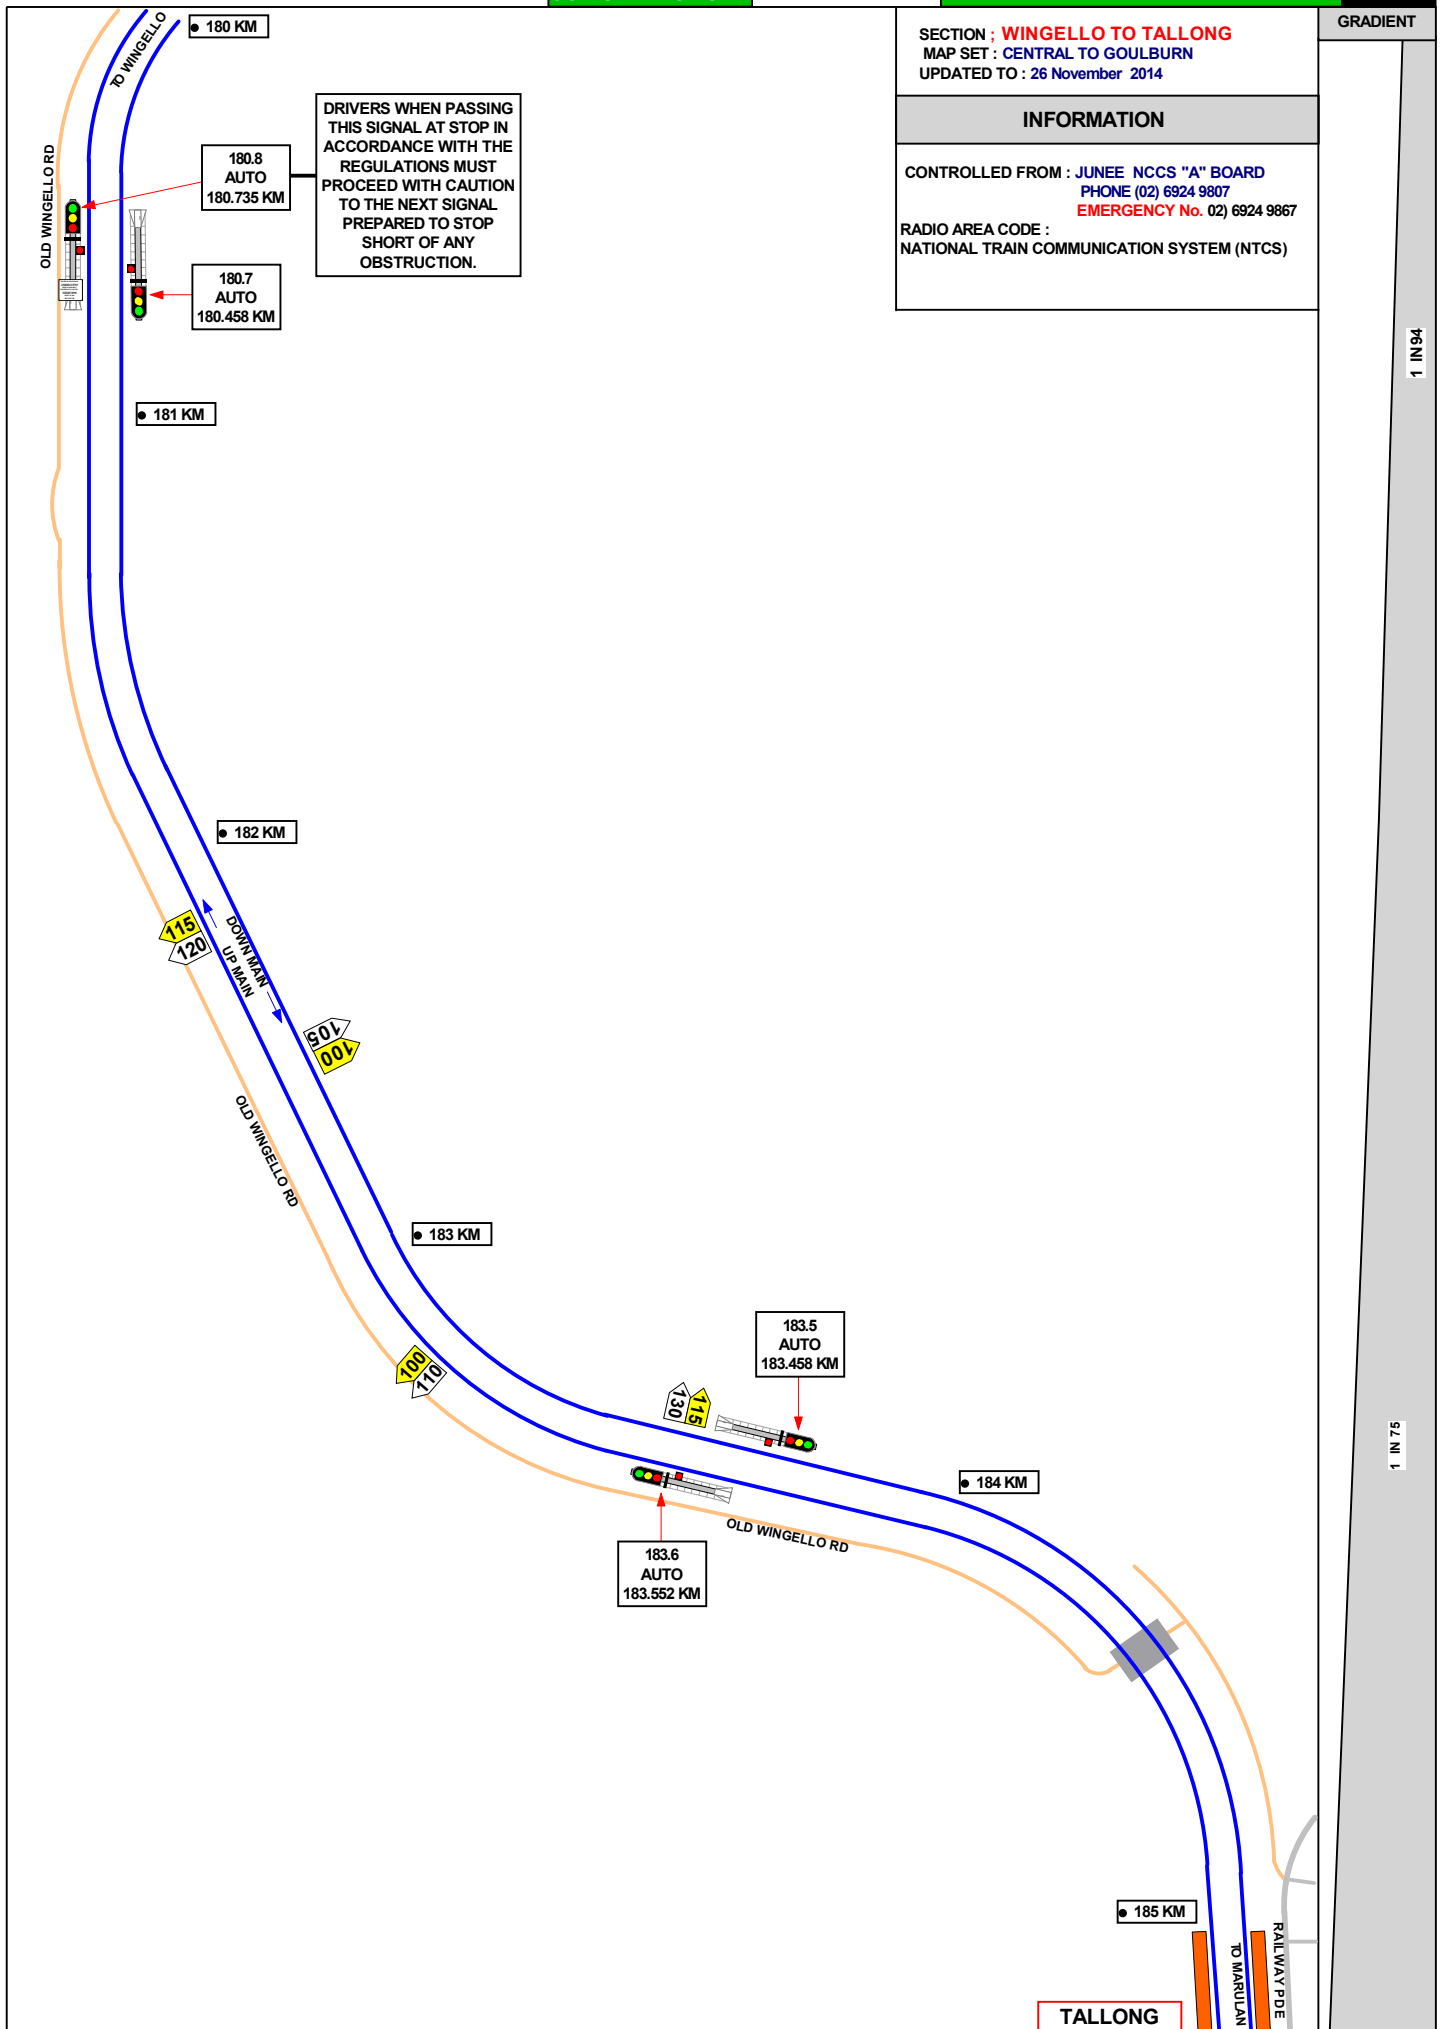 GRADIENT
SECTION ; WINGELLO TO TALLONG
MAP SET : CENTRAL TO GOULBURN
UPDATED TO : 26 November 2014
INFORMATION
CONTROLLED FROM : JUNEE NCCS "A" BOARD
PHONE (02) 6924 9807
EMERGENCY No. 02) 6924 9867
RADIO AREA CODE :
NATIONAL TRAIN COMMUNICATION SYSTEM (NTCS)
180 KM
TO WINGELLO
OLD WINGELLO RD
180.8
AUTO
180.735 KM
DRIVERS WHEN PASSING
THIS SIGNAL AT STOP IN
ACCORDANCE WITH THE
REGULATIONS MUST
PROCEED WITH CAUTION
TO THE NEXT SIGNAL
PREPARED TO STOP
SHORT OF ANY
OBSTRUCTION.
180.7
AUTO
180.458 KM
1 IN94
181 KM
182 KM
115
120
DOWN MAIN
UP MAIN
105
100
OLD WINGELLO RD
183 KM
183.5
AUTO
183.458 KM
100
110
130
115
1 IN 75
184 KM
OLD WINGELLO RD
183.6
AUTO
183.552 KM
185 KM
TO MARULAN
RAILWAY PDE
TALLONG